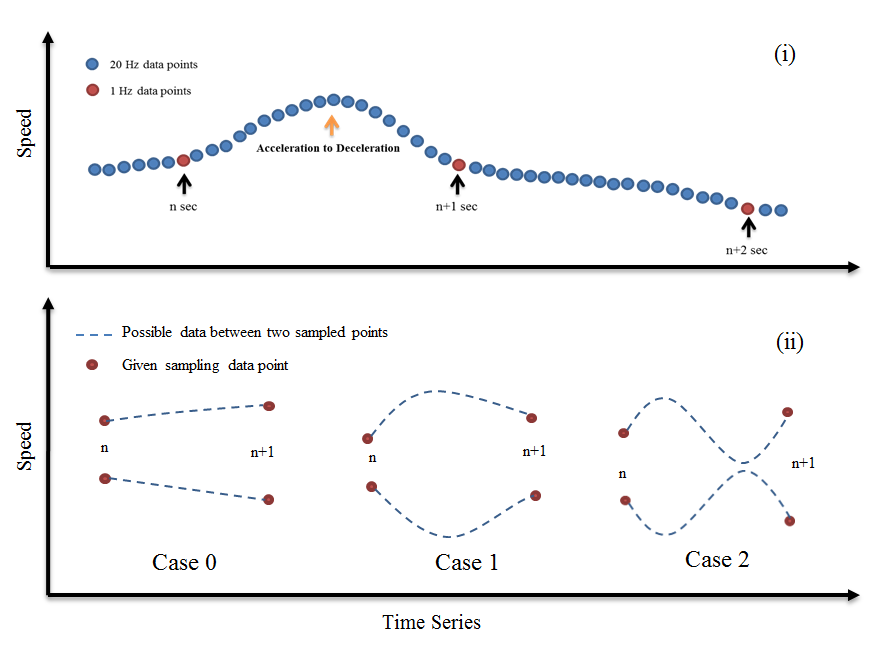 (i)
20 Hz data points
1 Hz data points
Speed
Acceleration to Deceleration
n sec
n+1 sec
n+2 sec
Possible data between two sampled points
(ii)
Given sampling data point
Speed
n
n+1
n
n+1
n
n+1
Case 0
Case 1
Case 2
Time Series